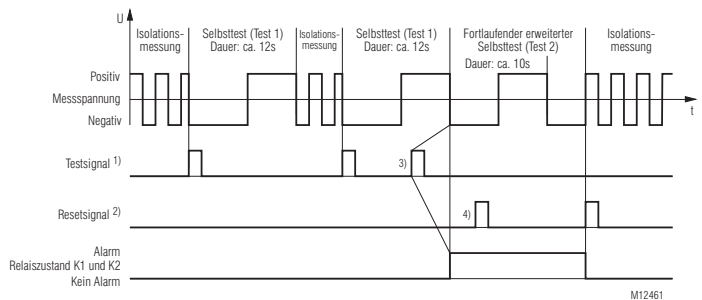 U
Isolations-
messung
Selbsttest (Test 1)
Dauer: ca. 12s
Isolations-
messung
Selbsttest (Test 1)
Dauer: ca. 12s
Fortlaufender erweiterter
Selbsttest (Test 2)
Dauer: ca. 10s
Isolations-
messung
Positiv
Messspannung
Negativ
t
Testsignal 1)
3)
Resetsignal 2)
4)
Alarm
Relaiszustand K1 und K2
Kein Alarm
M12461